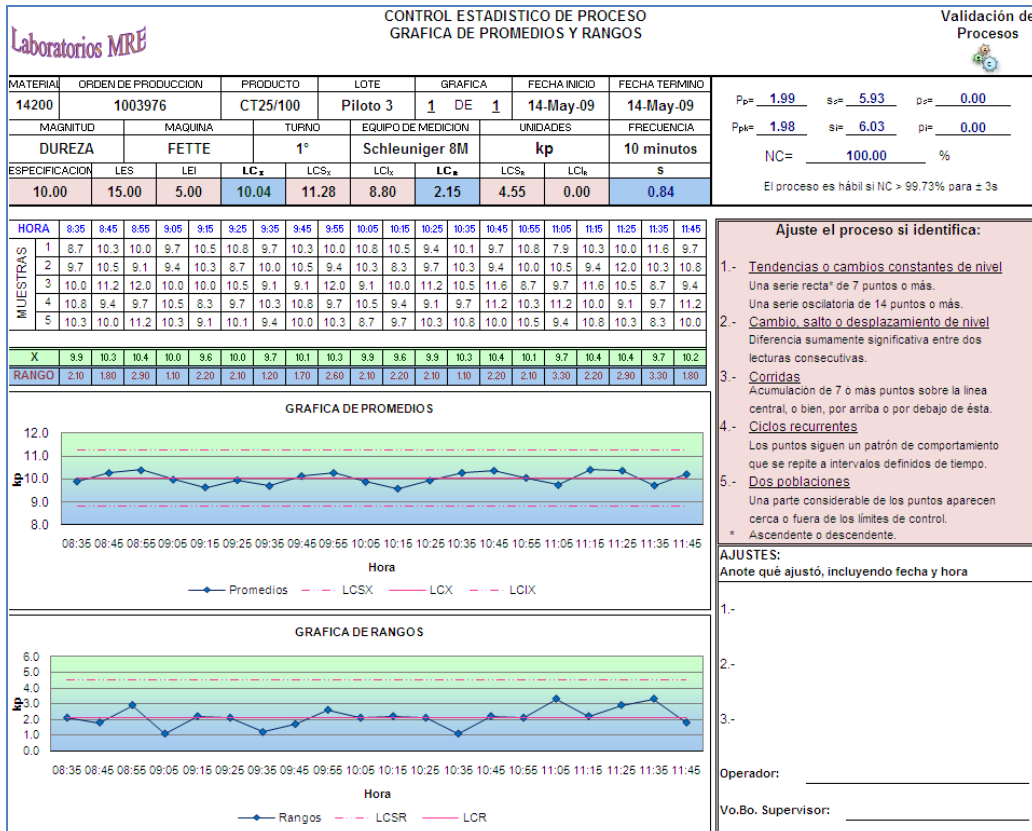 Laboratorios MRE
CONTROL ESTADISTICO DE PROCESO
GRAFICA DE PROMEDIOS Y RANGOS
Validación de
Procesos
MATERIAL ORDEN DE PRODUCCION PRODUCTO LOTE GRAFICA FECHA INICIO FECHA TERMINO
14200 1003976 CT25/100 Piloto 3 1 DE 1 14-May-09 14-May-09
MAGNITUD MAQUINA TURNO EQUIPO DE MEDICION UNIDADES FRECUENCIA
DUREZA FETTE 1° Schleuniger 8M kp 10 minutos
ESPECIFICACION LES LEI LCx LCSx LCIx LCR LCSR LCIR S
10.00 15.00 5.00 10.04 11.28 8.80 2.15 4.55 0.00 0.84
Pp= 1.99 ss= 5.93 ps= 0.00
Ppk= 1.98 si= 6.03 pi= 0.00
NC= 100.00 %
El proceso es hábil si NC > 99.73% para ± 3s
HORA 8:35 8:45 8:55 9:05 9:15 9:25 9:35 9:45 9:55 10:05 10:15 10:25 10:35 10:45 10:55 11:05 11:15 11:25 11:35 11:45
MUESTRAS
1 8.7 10.3 10.0 9.7 10.5 10.8 9.7 10.3 10.0 10.8 10.5 9.4 10.1 9.7 10.8 7.9 10.3 10.0 11.6 9.7
2 9.7 10.5 9.1 9.4 10.3 8.7 10.0 10.5 9.4 10.3 8.3 9.7 10.3 9.4 10.0 10.5 9.4 12.0 10.3 10.8
3 10.0 11.2 12.0 10.0 10.0 10.5 9.1 9.1 12.0 9.1 10.0 11.2 10.5 11.6 8.7 9.7 11.6 10.5 8.7 9.4
4 10.8 9.4 9.7 10.5 8.3 9.7 10.3 10.8 9.7 10.5 9.4 9.1 9.7 11.2 10.3 11.2 10.0 9.1 9.7 11.2
5 10.3 10.0 11.2 10.3 9.1 10.1 9.4 10.0 10.3 8.7 9.7 10.3 10.8 10.0 10.5 9.4 10.8 10.3 8.3 10.0
X 9.9 10.3 10.4 10.0 9.6 10.0 9.7 10.1 10.3 9.9 9.6 9.9 10.3 10.4 10.1 9.7 10.4 10.4 9.7 10.2
RANGO 2.10 1.80 2.90 1.10 2.20 2.10 1.20 1.70 2.60 2.10 2.20 2.10 1.10 2.20 2.10 3.30 2.20 2.90 3.30 1.80
GRAFICA DE PROMEDIOS
12.0
11.0
10.0
9.0
8.0
kp
08:35 08:45 08:55 09:05 09:15 09:25 09:35 09:45 09:55 10:05 10:15 10:25 10:35 10:45 10:55 11:05 11:15 11:25 11:35 11:45
Hora
Promedios LCSX LCX LCIX
GRAFICA DE RANGOS
6.0
5.0
4.0
3.0
2.0
1.0
0.0
kp
08:35 08:45 08:55 09:05 09:15 09:25 09:35 09:45 09:55 10:05 10:15 10:25 10:35 10:45 10:55 11:05 11:15 11:25 11:35 11:45
Hora
Rangos LCSR LCR
Ajuste el proceso si identifica:
1.- Tendencias o cambios constantes de nivel
Una serie recta* de 7 puntos o más.
Una serie oscilatoria de 14 puntos o más.
2.- Cambio, salto o desplazamiento de nivel
Diferencia sumamente significativa entre dos
lecturas consecutivas.
3.- Corridas
Acumulación de 7 ó más puntos sobre la linea
central, o bien, por arriba o por debajo de ésta.
4.- Ciclos recurrentes
Los puntos siguen un patrón de comportamiento
que se repite a intervalos definidos de tiempo.
5.- Dos poblaciones
Una parte considerable de los puntos aparecen
cerca o fuera de los límites de control.
* Ascendente o descendente.
AJUSTES:
Anote qué ajustó, incluyendo fecha y hora
1.-
2.-
3.-
Operador:
Vo.Bo. Supervisor: